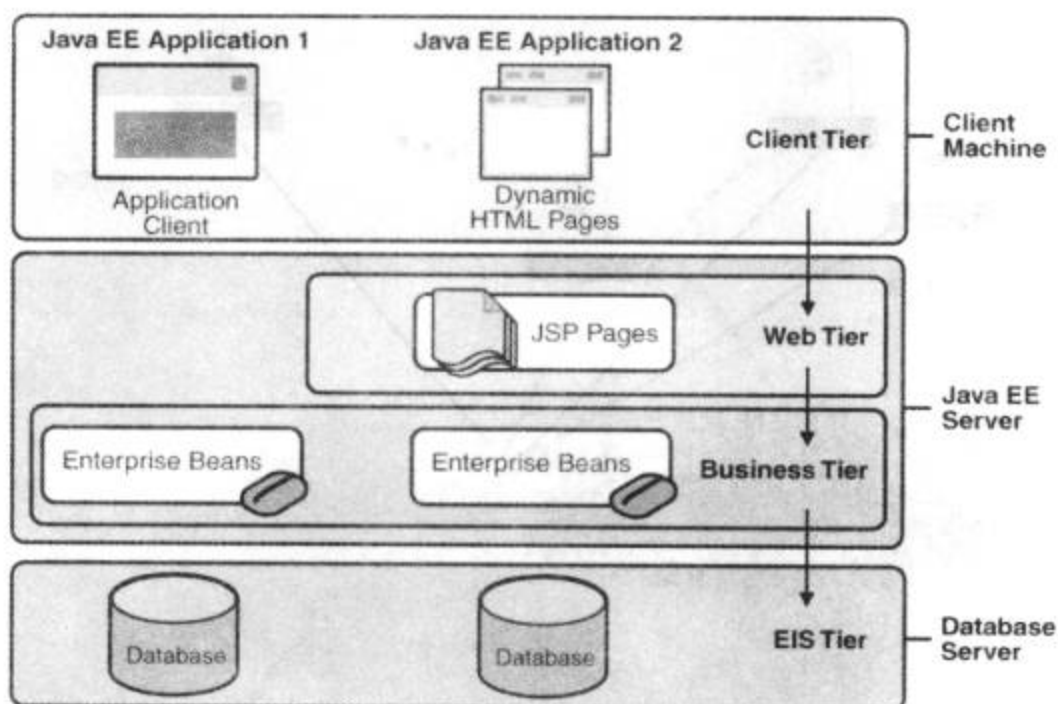 Java EE Application 1
Java EE Application 2
Client Tier
Client
Machine
Application
Client
Dynamic
HTML Pages
JSP Pages
Web Tier
Java EE
Server
Enterprise Beans
Enterprise Beans
Business Tier
Database
Database
EIS Tier
Database
Server